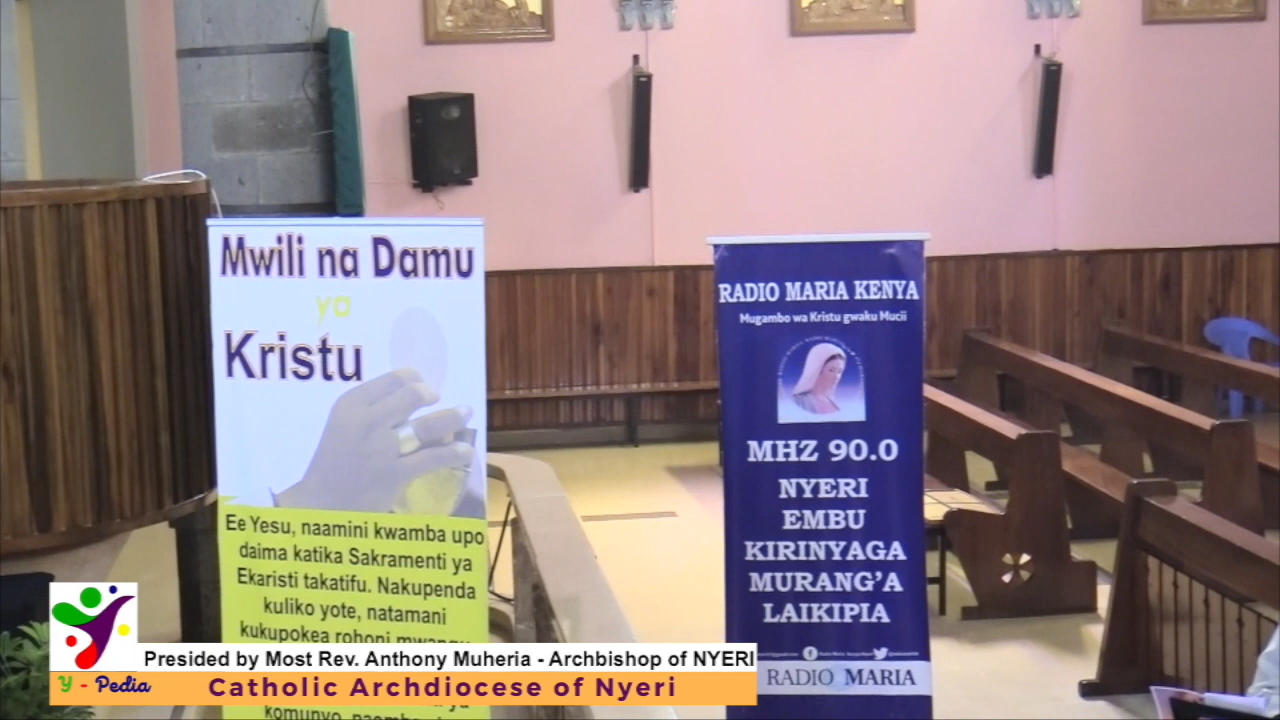 Mwili na Damu
ya
Kristu
Ee Yesu, naamini kwamba upo
daima katika Sakramenti ya
Ekaristi takatifu. Nakupenda
kuliko yote, natamani
kukupokea rohoni
RADIO MARIA KENYA
Mugambo wa Kristu gwaku Mucii
MHZ 90.0
NYERI
EMBU
KIRINYAGA
MURANG'A
LAIKIPIA
RADIO MARIA
Presided by Most Rev. Anthony Muheria - Archbishop of NYERI
Y - Pedia
Catholic Archdiocese of Nyeri